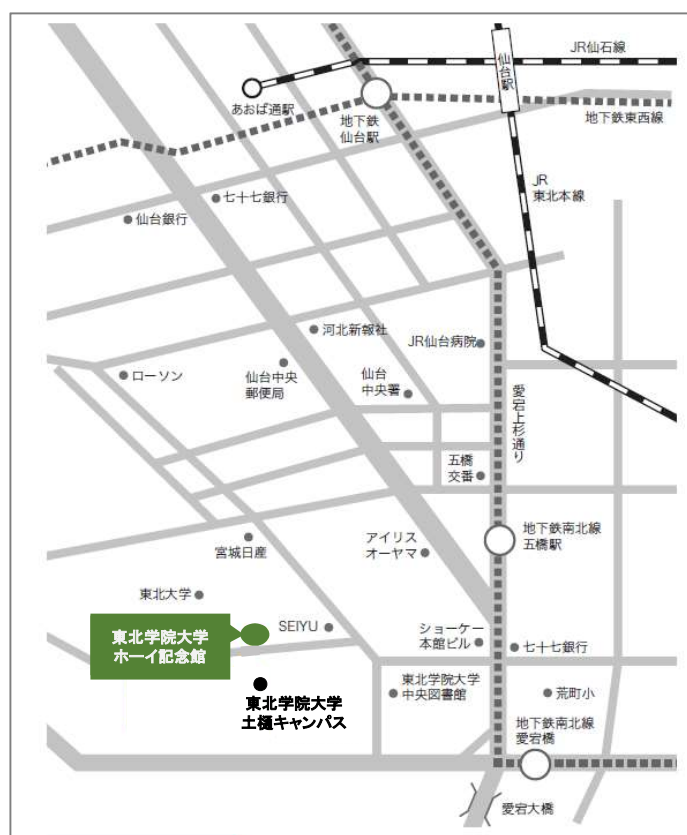 JR仙石線
仙台駅
あおば通駅
地下鉄
仙台駅
地下鉄東西線
JR
東北本線
七十七銀行
仙台銀行
河北新報社
JR仙台病院
ローソン
仙台中央
郵便局
仙台
中央署
愛宕上杉通り
五橋
交番
地下鉄南北線
五橋駅
宮城日産
アイリス
オーヤマ
東北大学
東北学院大学
ホーイ記念館
SEIYU
ショーケー
本館ビル
七十七銀行
東北学院大学
中央図書館
荒町小
東北学院大学
土樋キャンパス
地下鉄南北線
愛宕橋
愛宕大橋